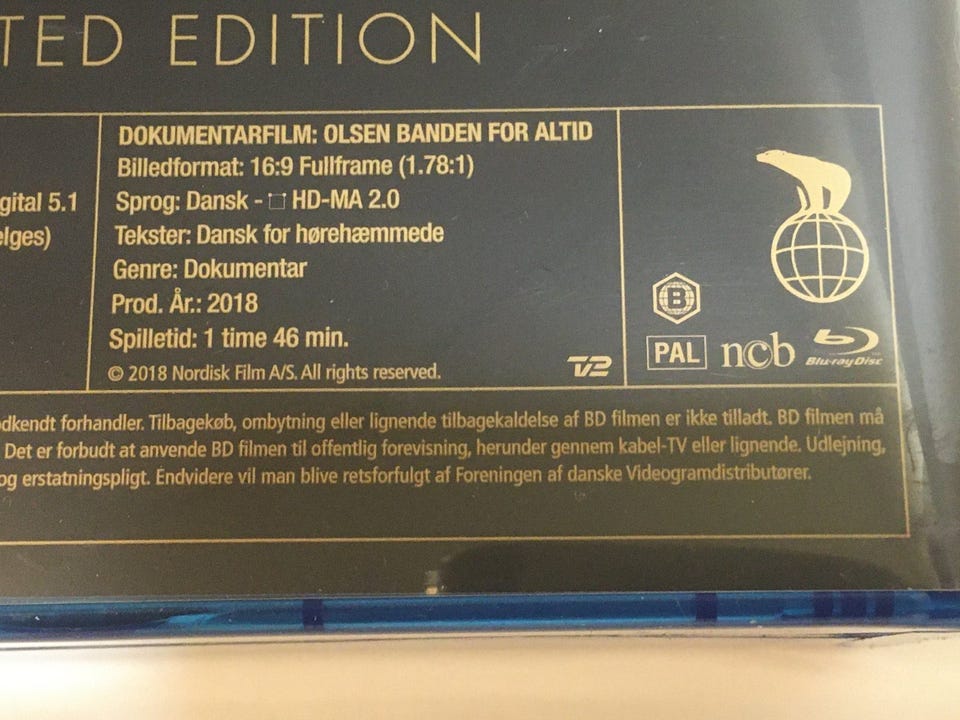 TED EDITION
gital 5.1
elges)
DOKUMENTARFILM: OLSEN BANDEN FOR ALTID
Billedformat: 16:9 Fullframe (1.78:1)
Sprog: Dansk - □ HD-MA 2.0
Tekster: Dansk for hørehæmmede
Genre: Dokumentar
Prod. År.: 2018
Spilletid: 1 time 46 min.
© 2018 Nordisk Film A/S. All rights reserved.
TV2
B
PAL ncb Blu-ray Disc
odkendt forhandler. Tilbagekøb, ombytning eller lignende tilbagekaldelse af BD filmen er ikke tilladt. BD filmen må
Det er forbudt at anvende BD filmen til offentlig forevisning, herunder gennem kabel-TV eller lignende. Udlejning,
og erstatningspligt. Endvidere vil man blive retsforfulgt af Foreningen af danske Videogramdistributører.